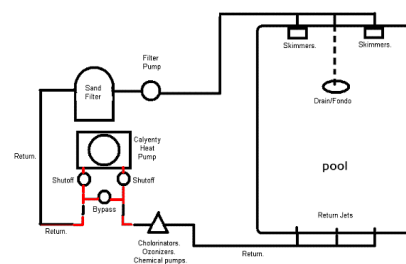 Skimmers.
Skimmers.
Filter
Pump
Sand
Filter
Drain/Fondo
Calyenty
Heat
Pump
Return.
Shutoff
Shutoff
Bypass
pool
Return Jets
Return.
Cholorinators.
Ozonizers.
Chemical pumps.
Return.